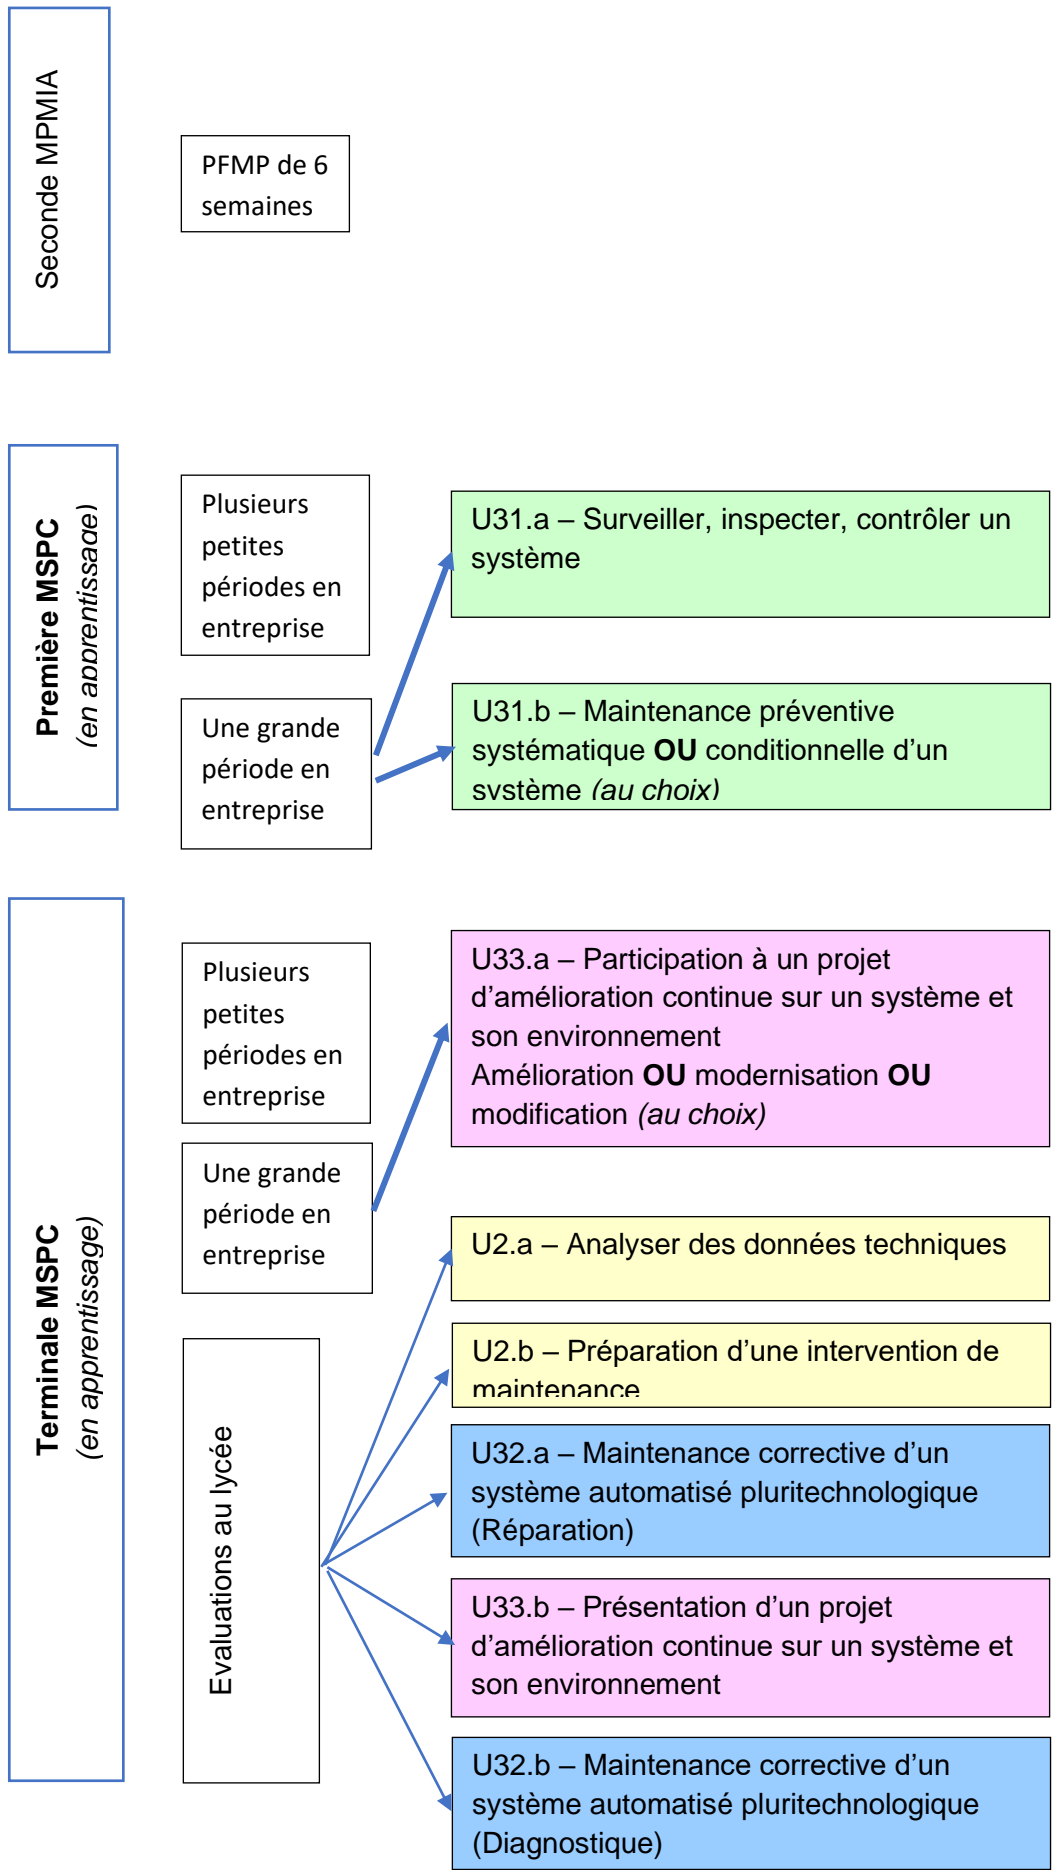 Seconde MPMIA
PFMP de 6
semaines
Première MSPC
(en apprentissage)
Plusieurs
petites
périodes en
entreprise
Une grande
période en
entreprise
U31.a – Surveiller, inspecter, contrôler un
système
U31.b – Maintenance préventive
systématique OU conditionnelle d'un
système (au choix)
Terminale MSPC
(en apprentissage)
Plusieurs
petites
périodes en
entreprise
Une grande
période en
entreprise
Evaluations au lycée
U33.a – Participation à un projet
d'amélioration continue sur un système et
son environnement
Amélioration OU modernisation OU
modification (au choix)
U2.a – Analyser des données techniques
U2.b – Préparation d'une intervention de
maintenance
U32.a – Maintenance corrective d'un
système automatisé pluritechnologique
(Réparation)
U33.b – Présentation d'un projet
d'amélioration continue sur un système et
son environnement
U32.b – Maintenance corrective d'un
système automatisé pluritechnologique
(Diagnostique)